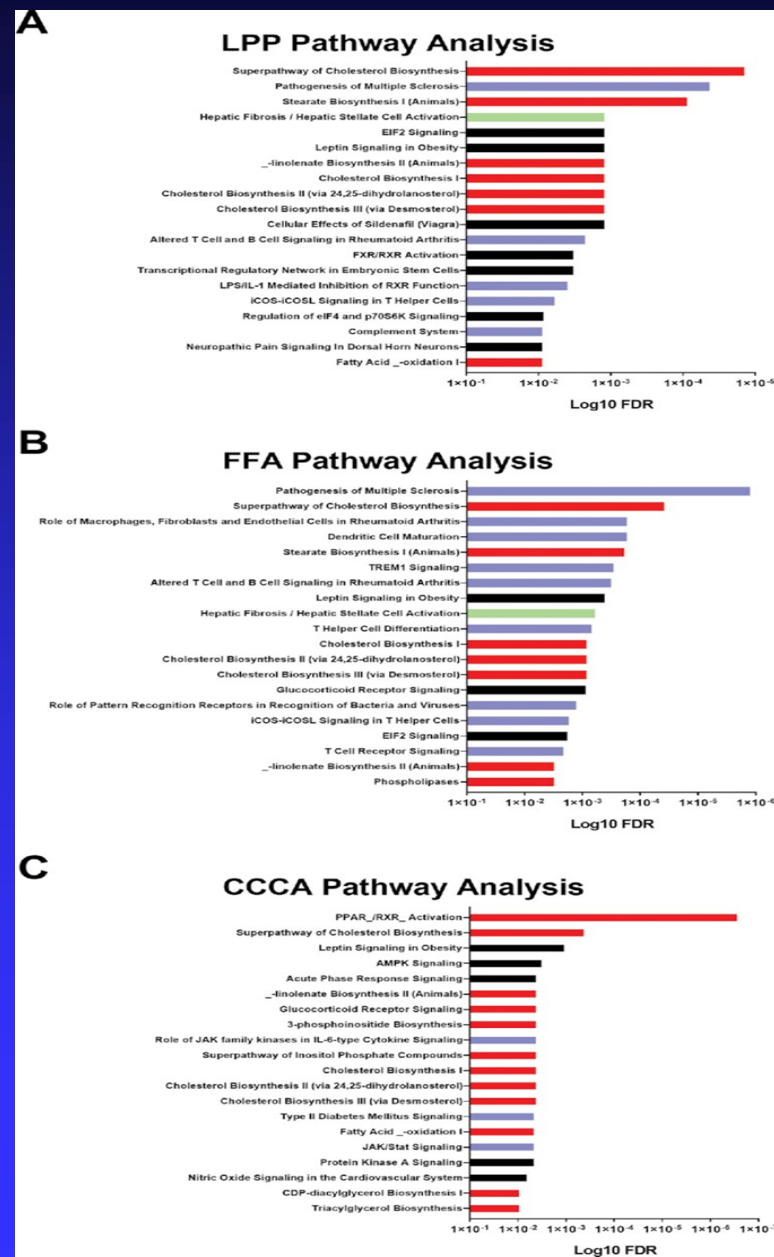 A
LPP Pathway Analysis
Superpathway of Cholesterol Biosynthesis
Pathogenesis of Multiple Sclerosis
Stearate Biosynthesis I (Animals)
Hepatic Fibrosis / Hepatic Stellate Cell Activation
EIF2 Signaling
Leptin Signaling in Obesity
_-linolenate Biosynthesis II (Animals)
Cholesterol Biosynthesis I
Cholesterol Biosynthesis II (via 24,25-dihydrolanosterol)
Cholesterol Biosynthesis III (via Desmosterol)
Cellular Effects of Sildenafil (Viagra)
Altered T Cell and B Cell Signaling in Rheumatoid Arthritis
FXR/RXR Activation
Transcriptional Regulatory Network in Embryonic Stem Cells
LPS/IL-1 Mediated Inhibition of RXR Function
iCOS-iCOSL Signaling in T Helper Cells
Regulation of eIF4 and p70S6K Signaling
Complement System
Neuropathic Pain Signaling In Dorsal Horn Neurons
Fatty Acid _-oxidation I
1×10-1 1×10-2 1×10-3 1×10-4 1×10-5
Log10 FDR
B
FFA Pathway Analysis
Pathogenesis of Multiple Sclerosis
Superpathway of Cholesterol Biosynthesis
Role of Macrophages, Fibroblasts and Endothelial Cells in Rheumatoid Arthritis
Dendritic Cell Maturation
Stearate Biosynthesis I (Animals)
TREM1 Signaling
Altered T Cell and B Cell Signaling in Rheumatoid Arthritis
Leptin Signaling in Obesity
Hepatic Fibrosis / Hepatic Stellate Cell Activation
T Helper Cell Differentiation
Cholesterol Biosynthesis I
Cholesterol Biosynthesis II (via 24,25-dihydrolanosterol)
Cholesterol Biosynthesis III (via Desmosterol)
Glucocorticoid Receptor Signaling
Role of Pattern Recognition Receptors in Recognition of Bacteria and Viruses
iCOS-iCOSL Signaling in T Helper Cells
EIF2 Signaling
T Cell Receptor Signaling
_-linolenate Biosynthesis II (Animals)
Phospholipases
1×10-1 1×10-2 1×10-3 1×10-4 1×10-5 1×10-6
Log10 FDR
C
CCCA Pathway Analysis
PPAR_/RXR_ Activation
Superpathway of Cholesterol Biosynthesis
Leptin Signaling in Obesity
AMPK Signaling
Acute Phase Response Signaling
_-linolenate Biosynthesis II (Animals)
Glucocorticoid Receptor Signaling
3-phosphoinositide Biosynthesis
Role of JAK family kinases in IL-6-type Cytokine Signaling
Superpathway of Inositol Phosphate Compounds
Cholesterol Biosynthesis I
Cholesterol Biosynthesis II (via 24,25-dihydrolanosterol)
Cholesterol Biosynthesis III (via Desmosterol)
Type II Diabetes Mellitus Signaling
Fatty Acid _-oxidation I
JAK/Stat Signaling
Protein Kinase A Signaling
Nitric Oxide Signaling in the Cardiovascular System
CDP-diacylglycerol Biosynthesis I
Triacylglycerol Biosynthesis
1×10-1 1×10-2 1×10-3 1×10-4 1×10-5 1×10-6
Log10 FDR